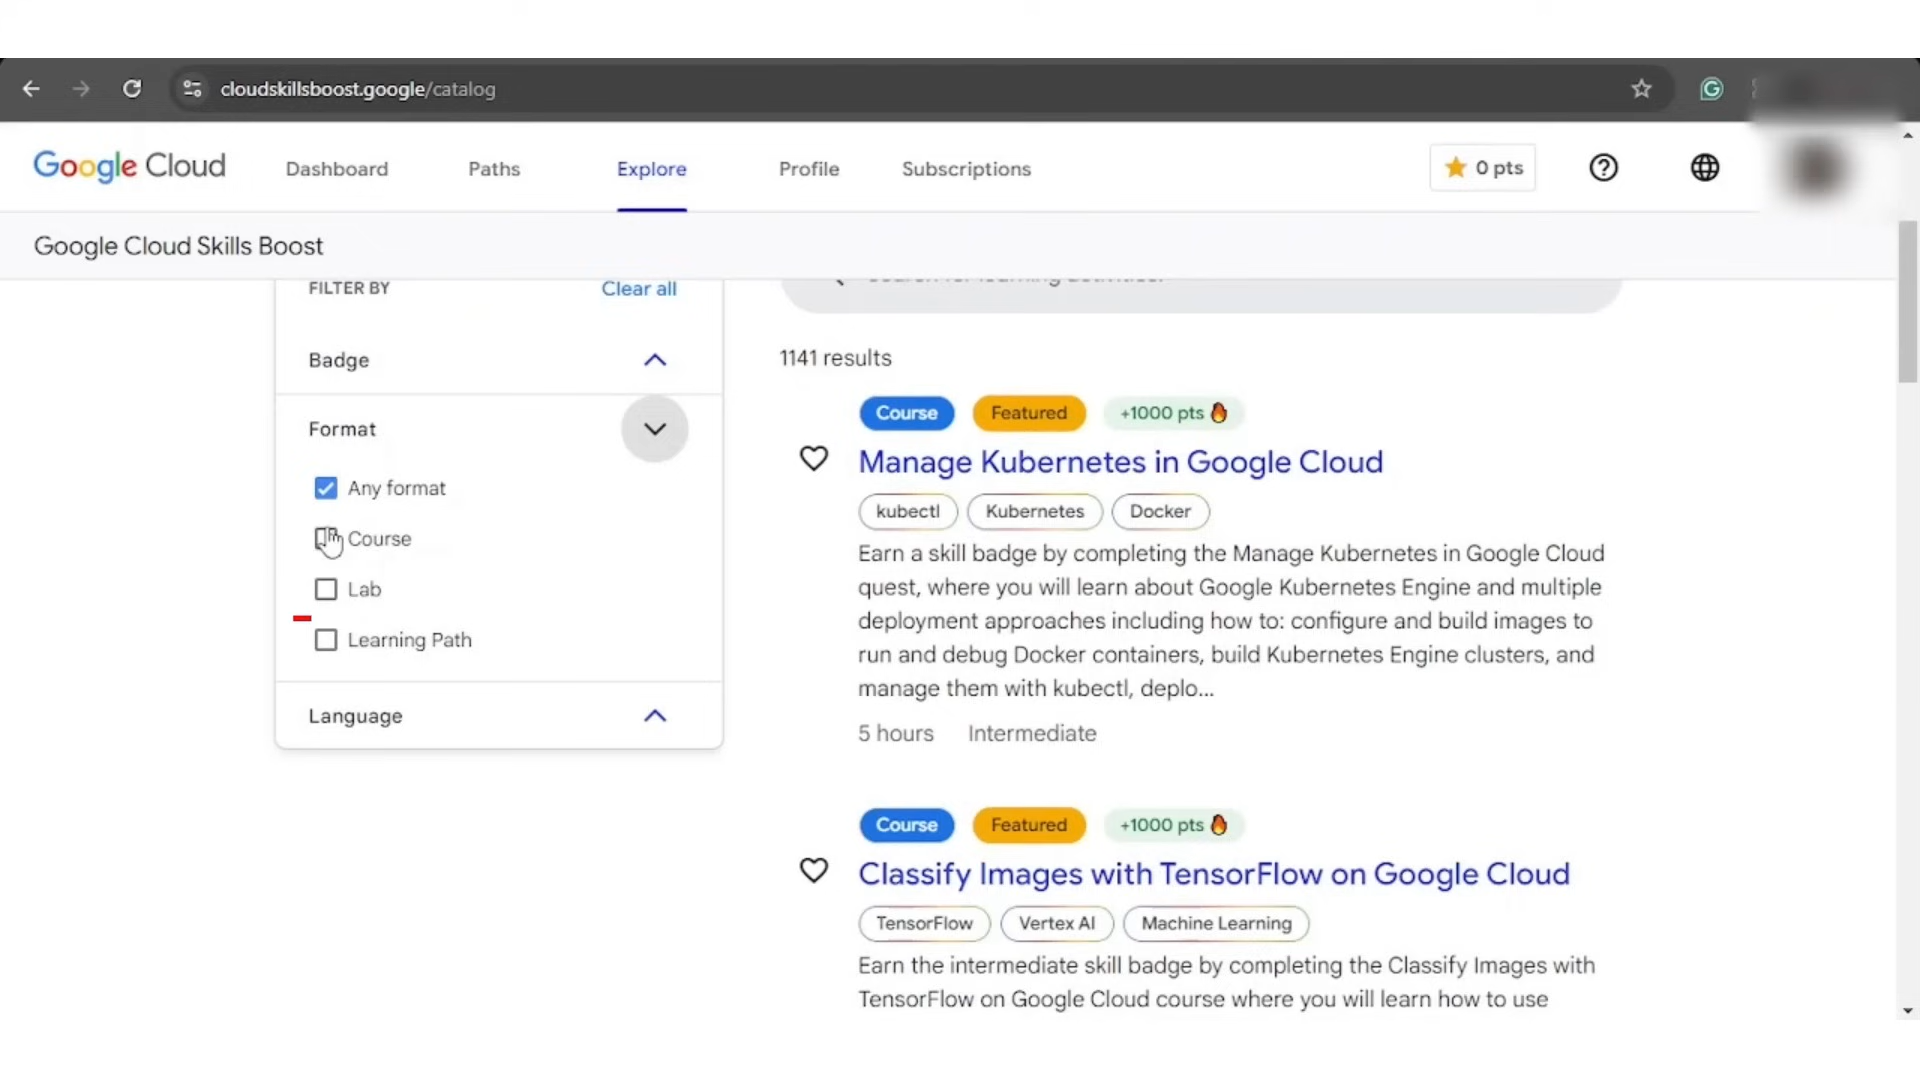 cloudskillsboost.google/catalog
Google Cloud
Dashboard
Paths
Explore
Profile
Subscriptions
0 pts
Google Cloud Skills Boost
FILTER BY
Clear all
Badge
Format
Any format
Course
Lab
Learning Path
Language
1141 results
Course
Featured
+1000 pts
Manage Kubernetes in Google Cloud
kubectl
Kubernetes
Docker
Earn a skill badge by completing the Manage Kubernetes in Google Cloud
quest, where you will learn about Google Kubernetes Engine and multiple
deployment approaches including how to: configure and build images to
run and debug Docker containers, build Kubernetes Engine clusters, and
manage them with kubectl, deplo...
5 hours
Intermediate
Course
Featured
+1000 pts
Classify Images with TensorFlow on Google Cloud
TensorFlow
Vertex AI
Machine Learning
Earn the intermediate skill badge by completing the Classify Images with
TensorFlow on Google Cloud course where you will learn how to use